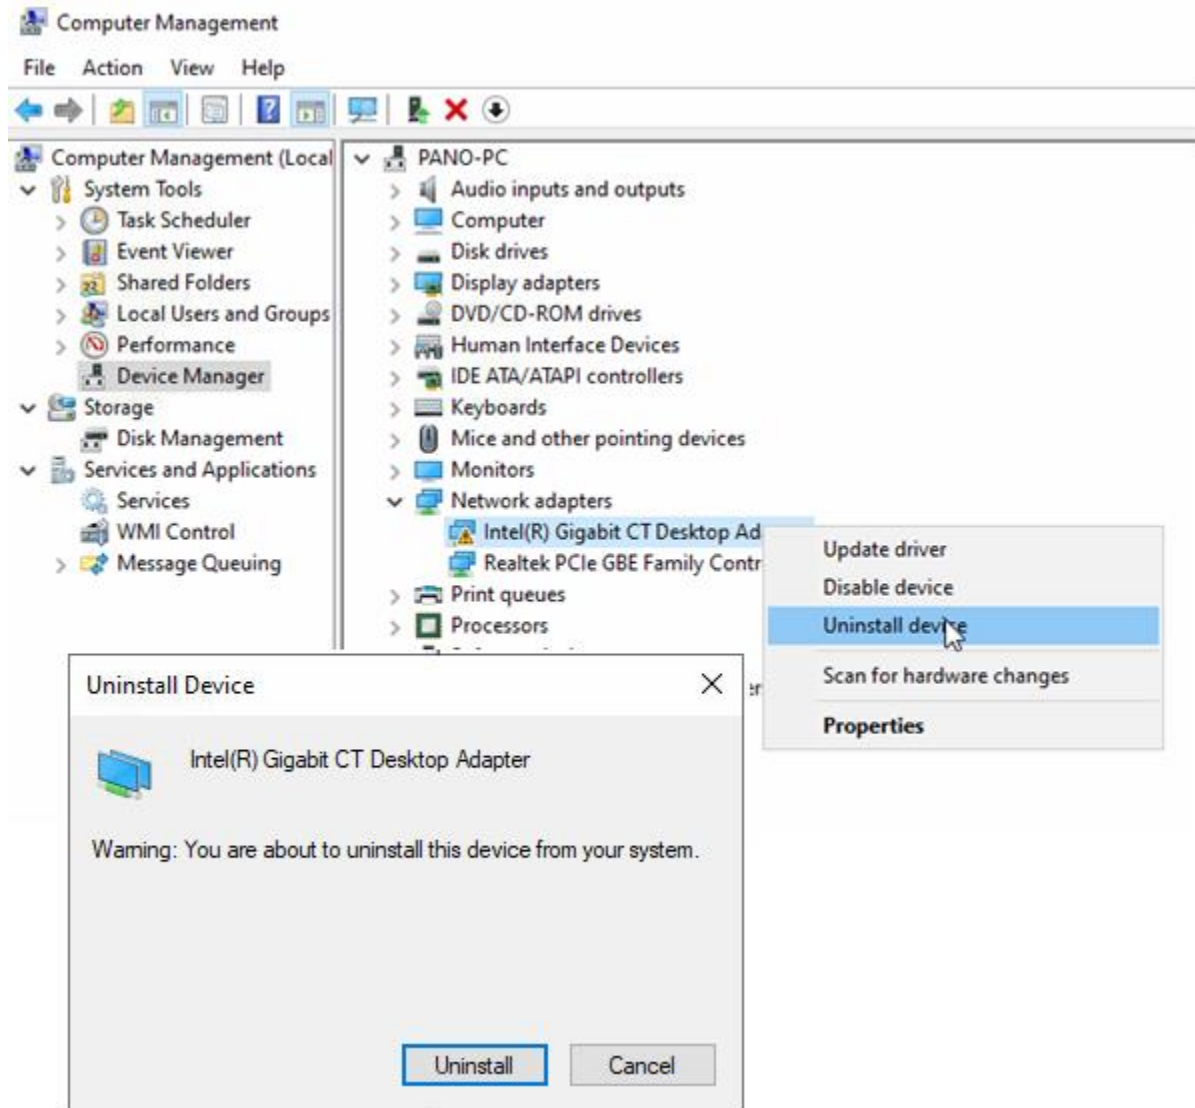 Computer Management
File Action View Help
Computer Management (Local
System Tools
Task Scheduler
Event Viewer
Shared Folders
Local Users and Groups
Performance
Device Manager
Storage
Disk Management
Services and Applications
Services
WMI Control
Message Queuing
PANO-PC
Audio inputs and outputs
Computer
Disk drives
Display adapters
DVD/CD-ROM drives
Human Interface Devices
IDE ATA/ATAPI controllers
Keyboards
Mice and other pointing devices
Monitors
Network adapters
Intel(R) Gigabit CT Desktop Ad
Realtek PCIe GBE Family Contr
Print queues
Processors
Update driver
Disable device
Uninstall device
Scan for hardware changes
Properties
Uninstall Device
Intel(R) Gigabit CT Desktop Adapter
Warning: You are about to uninstall this device from your system.
Uninstall Cancel